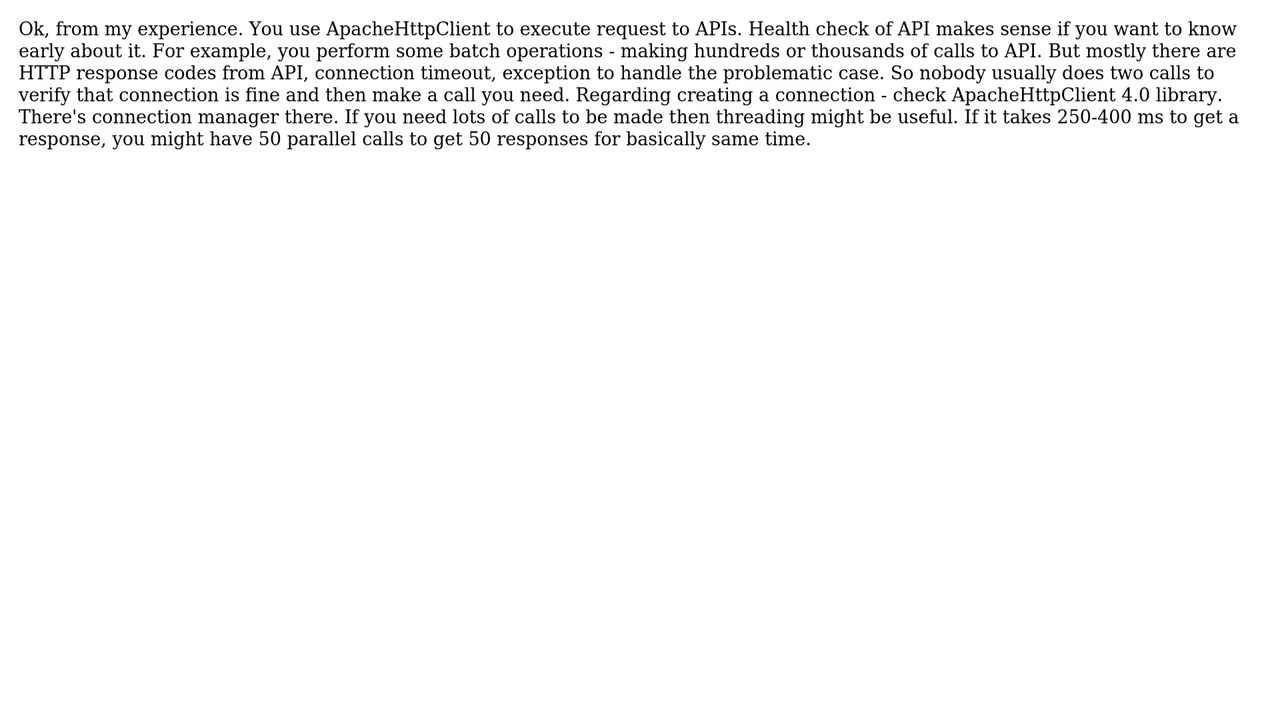 Ok, from my experience. You use ApacheHttpClient to execute request to APIs. Health check of API makes sense if you want to know
early about it. For example, you perform some batch operations - making hundreds or thousands of calls to API. But mostly there are
HTTP response codes from API, connection timeout, exception to handle the problematic case. So nobody usually does two calls to
verify that connection is fine and then make a call you need. Regarding creating a connection - check ApacheHttpClient 4.0 library.
There's connection manager there. If you need lots of calls to be made then threading might be useful. If it takes 250-400 ms to get a
response, you might have 50 parallel calls to get 50 responses for basically same time.